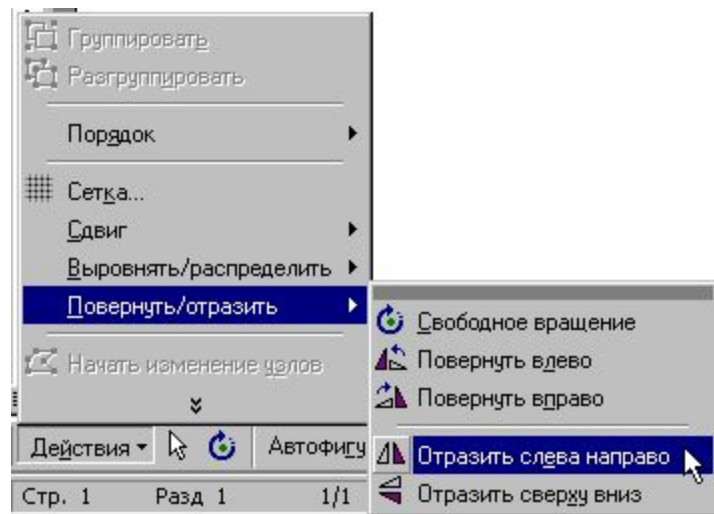 Группировать
Разгруппировать
Порядок
Сетка...
Сдвиг
Выровнять/распределить
Повернуть/отразить
Начать изменение узлов
Свободное вращение
Повернуть влево
Повернуть вправо
Отразить слева направо
Отразить сверху вниз
Действия Автофигу
Стр. 1 Разд 1 1/1